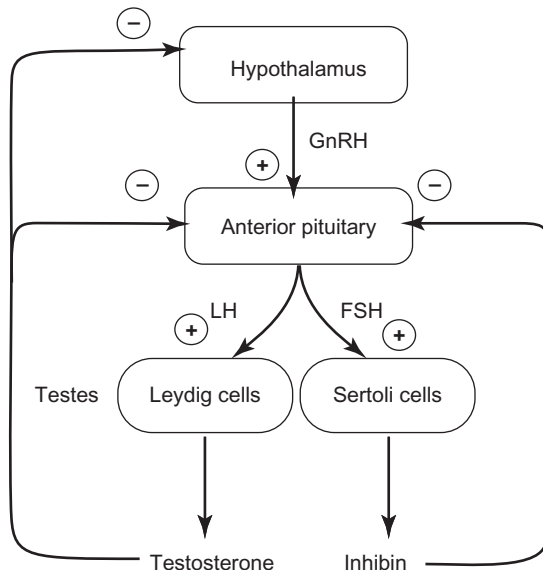 −
Hypothalamus
GnRH
+
− −
Anterior pituitary
LH FSH
+ +
Testes Leydig cells Sertoli cells
Testosterone Inhibin